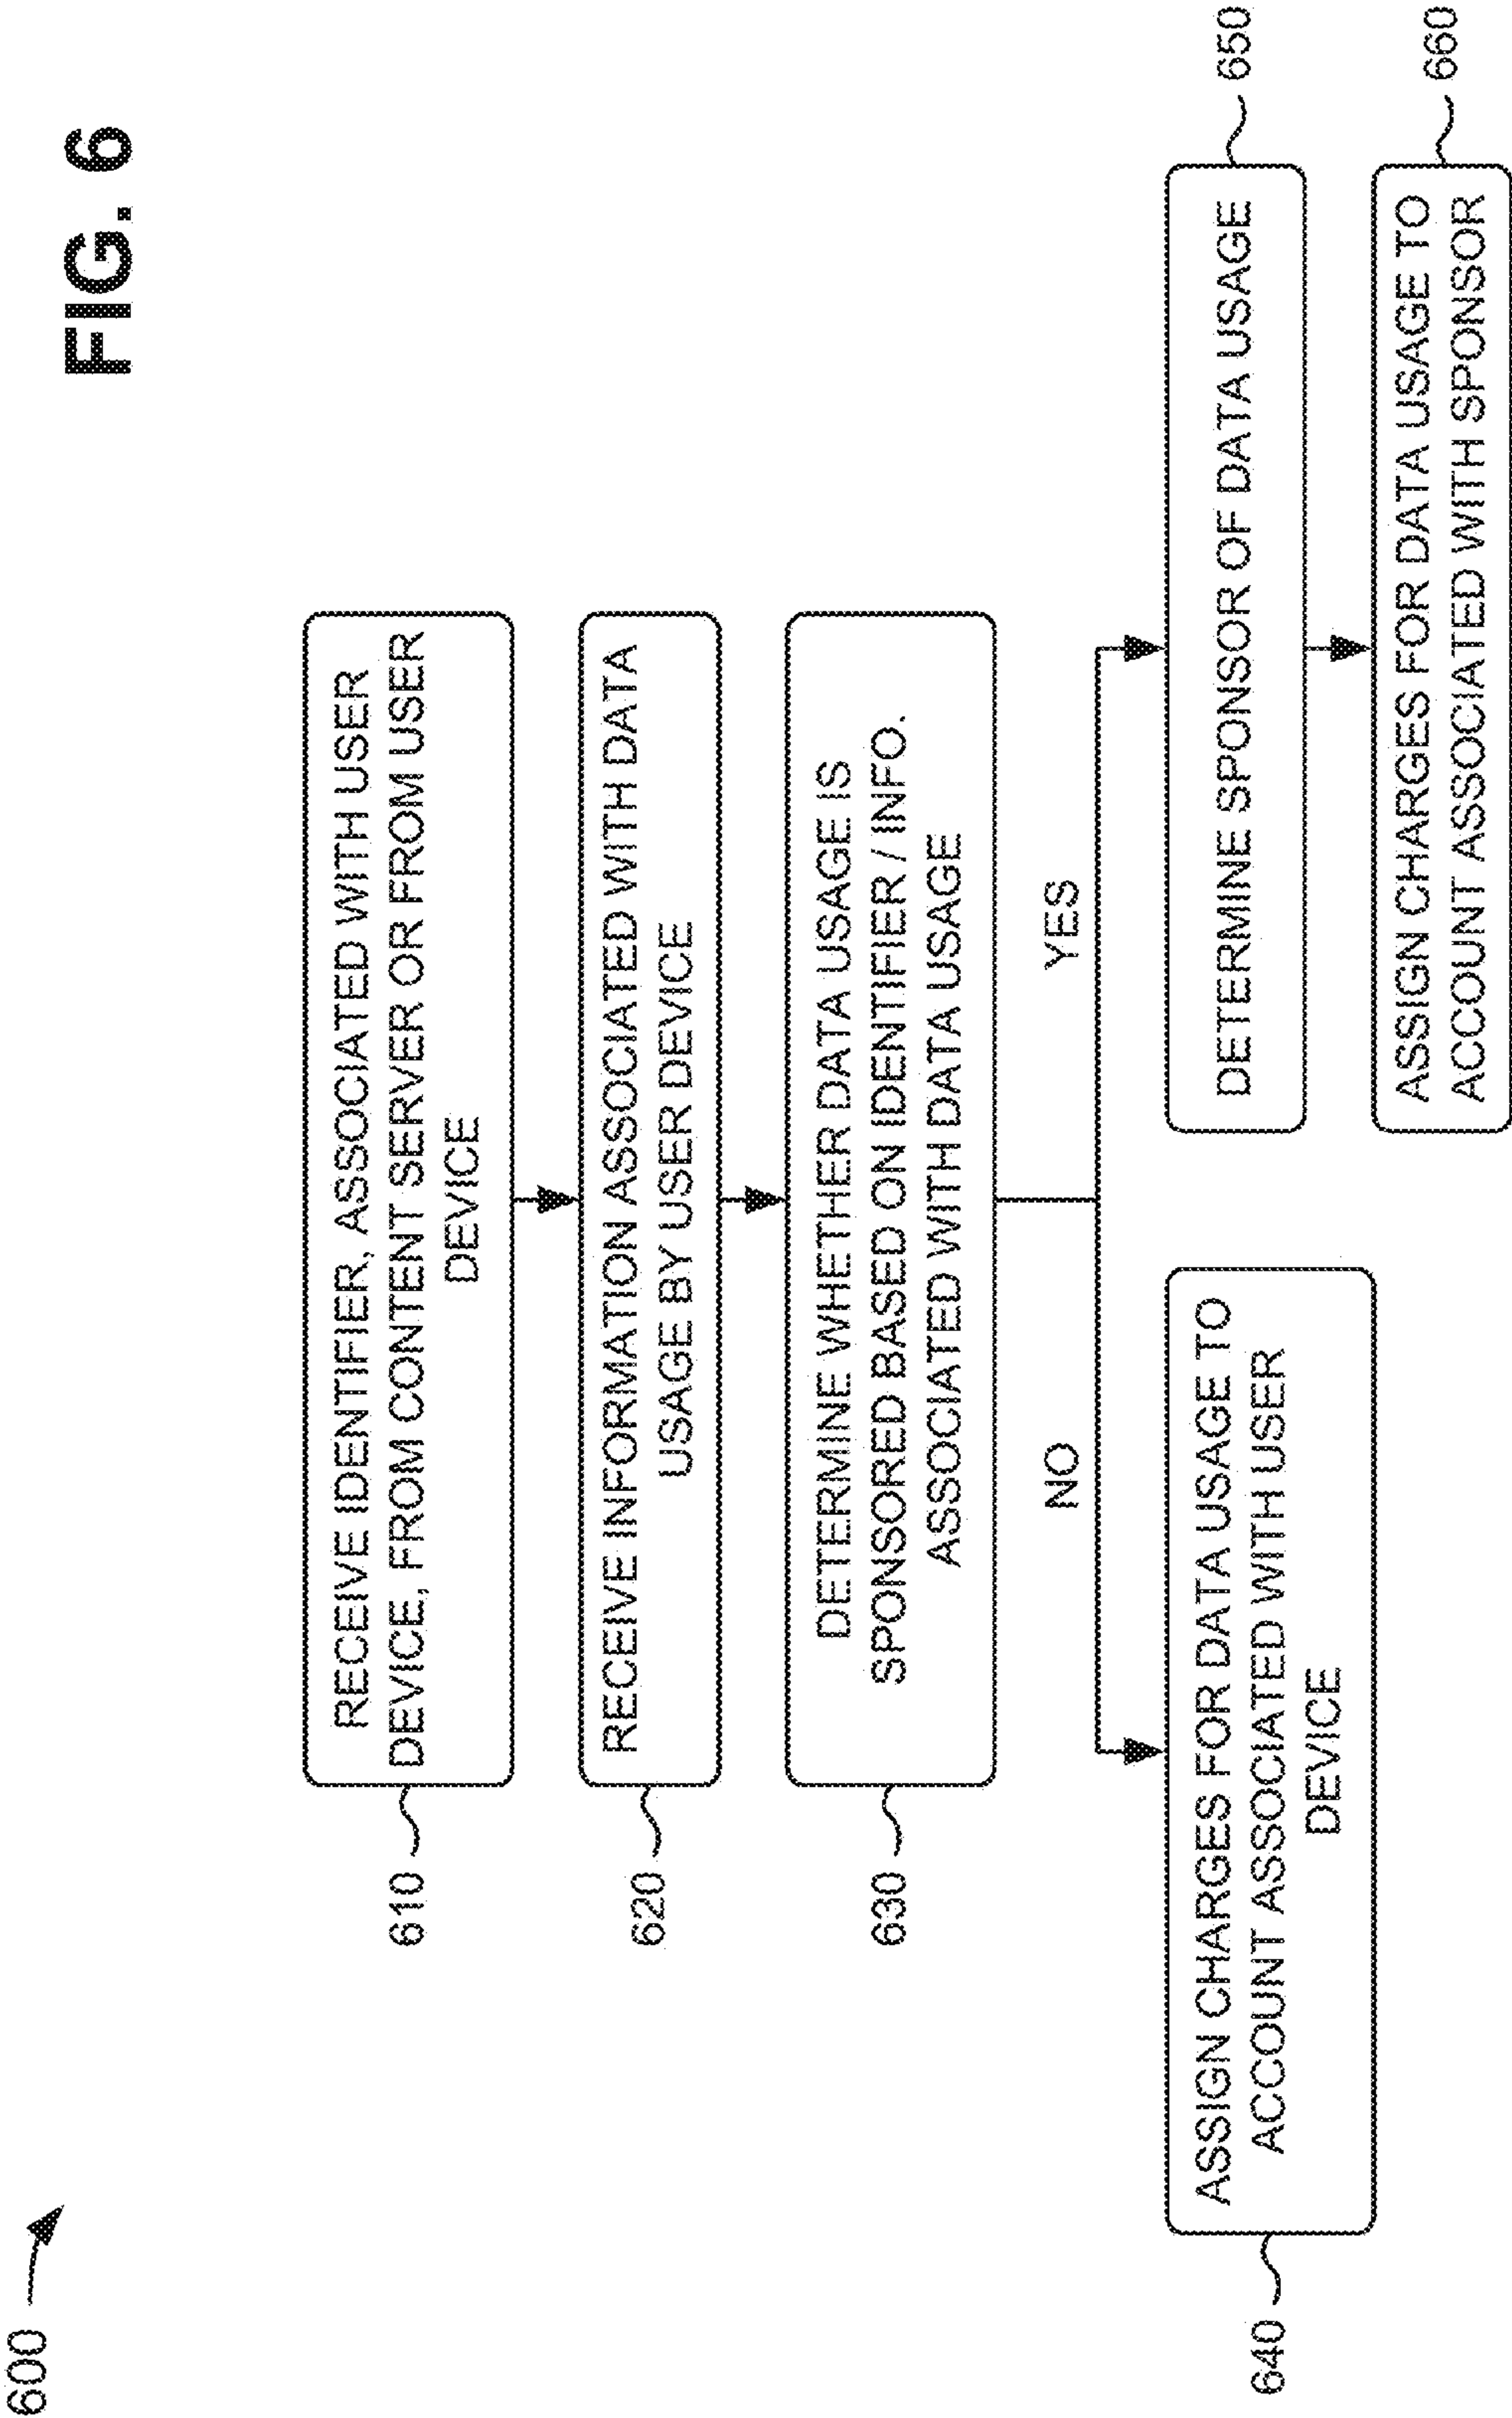 FIG. 6
600
610
RECEIVE IDENTIFIER, ASSOCIATED WITH USER
DEVICE, FROM CONTENT SERVER OR FROM USER
DEVICE
620
RECEIVE INFORMATION ASSOCIATED WITH DATA
USAGE BY USER DEVICE
630
DETERMINE WHETHER DATA USAGE IS
SPONSORED BASED ON IDENTIFIER / INFO.
ASSOCIATED WITH DATA USAGE
NO
YES
640
ASSIGN CHARGES FOR DATA USAGE TO
ACCOUNT ASSOCIATED WITH USER
DEVICE
DETERMINE SPONSOR OF DATA USAGE
650
ASSIGN CHARGES FOR DATA USAGE TO
ACCOUNT ASSOCIATED WITH SPONSOR
660